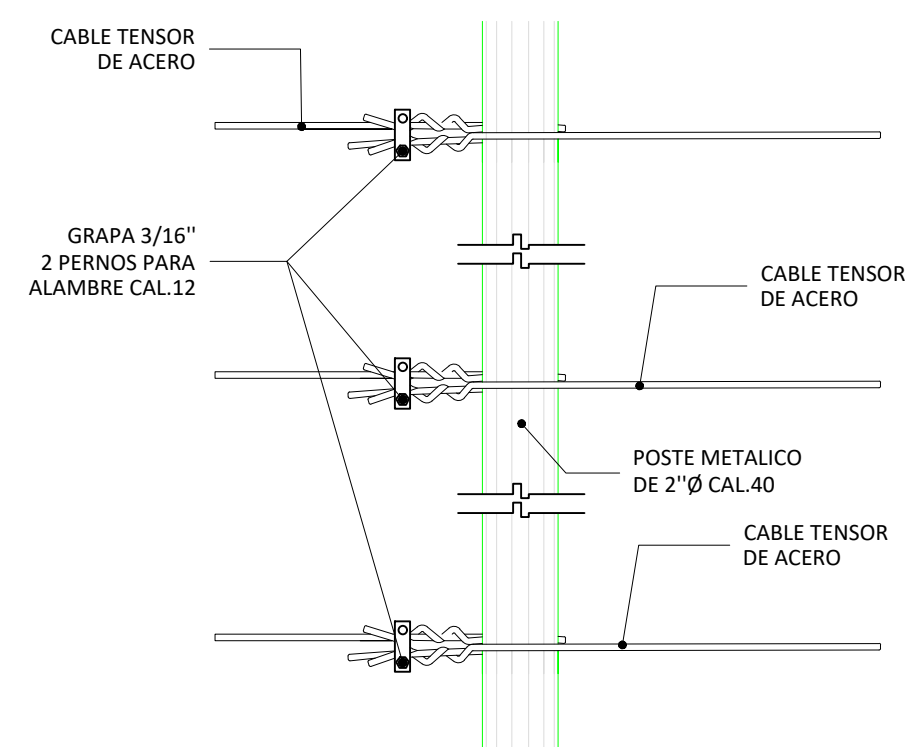 CABLE TENSOR
DE ACERO
GRAPA 3/16''
2 PERNOS PARA
ALAMBRE CAL.12
CABLE TENSOR
DE ACERO
POSTE METALICO
DE 2''Ø CAL.40
CABLE TENSOR
DE ACERO